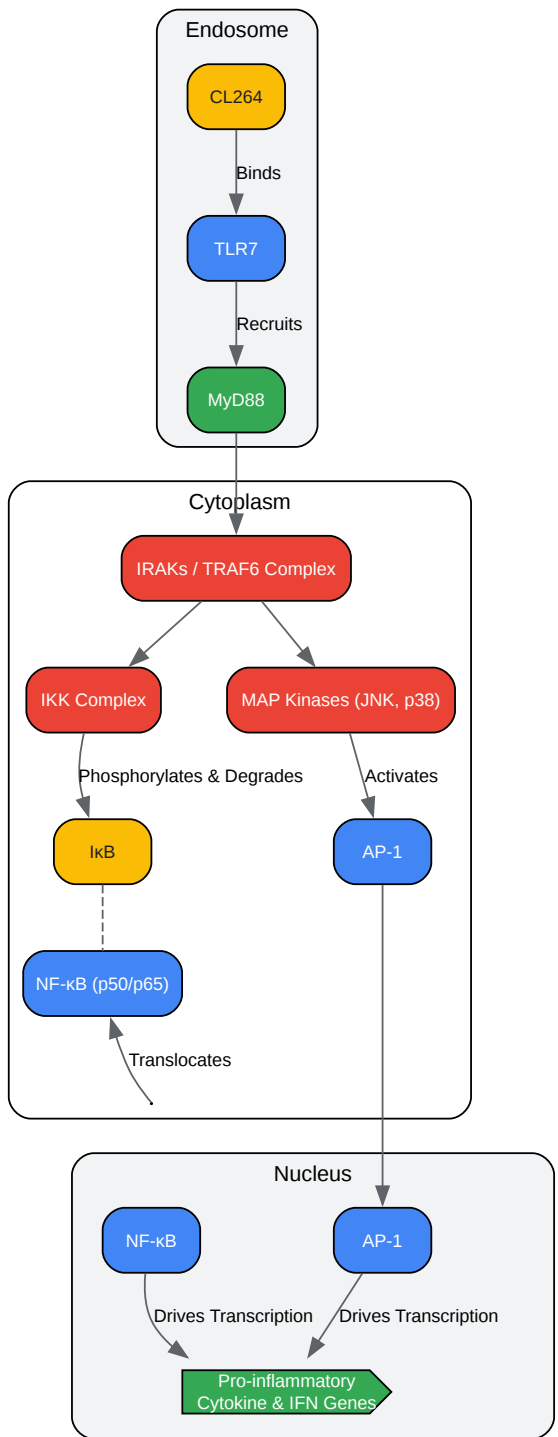 Endosome
CL264
Binds
TLR7
Recruits
MyD88
Cytoplasm
IRAKs / TRAF6 Complex
IKK Complex
MAP Kinases (JNK, p38)
Phosphorylates & Degrades
Activates
IκB
AP-1
NF-κB (p50/p65)
Translocates
Nucleus
NF-κB
AP-1
Drives Transcription
Drives Transcription
Pro-inflammatory
Cytokine & IFN Genes